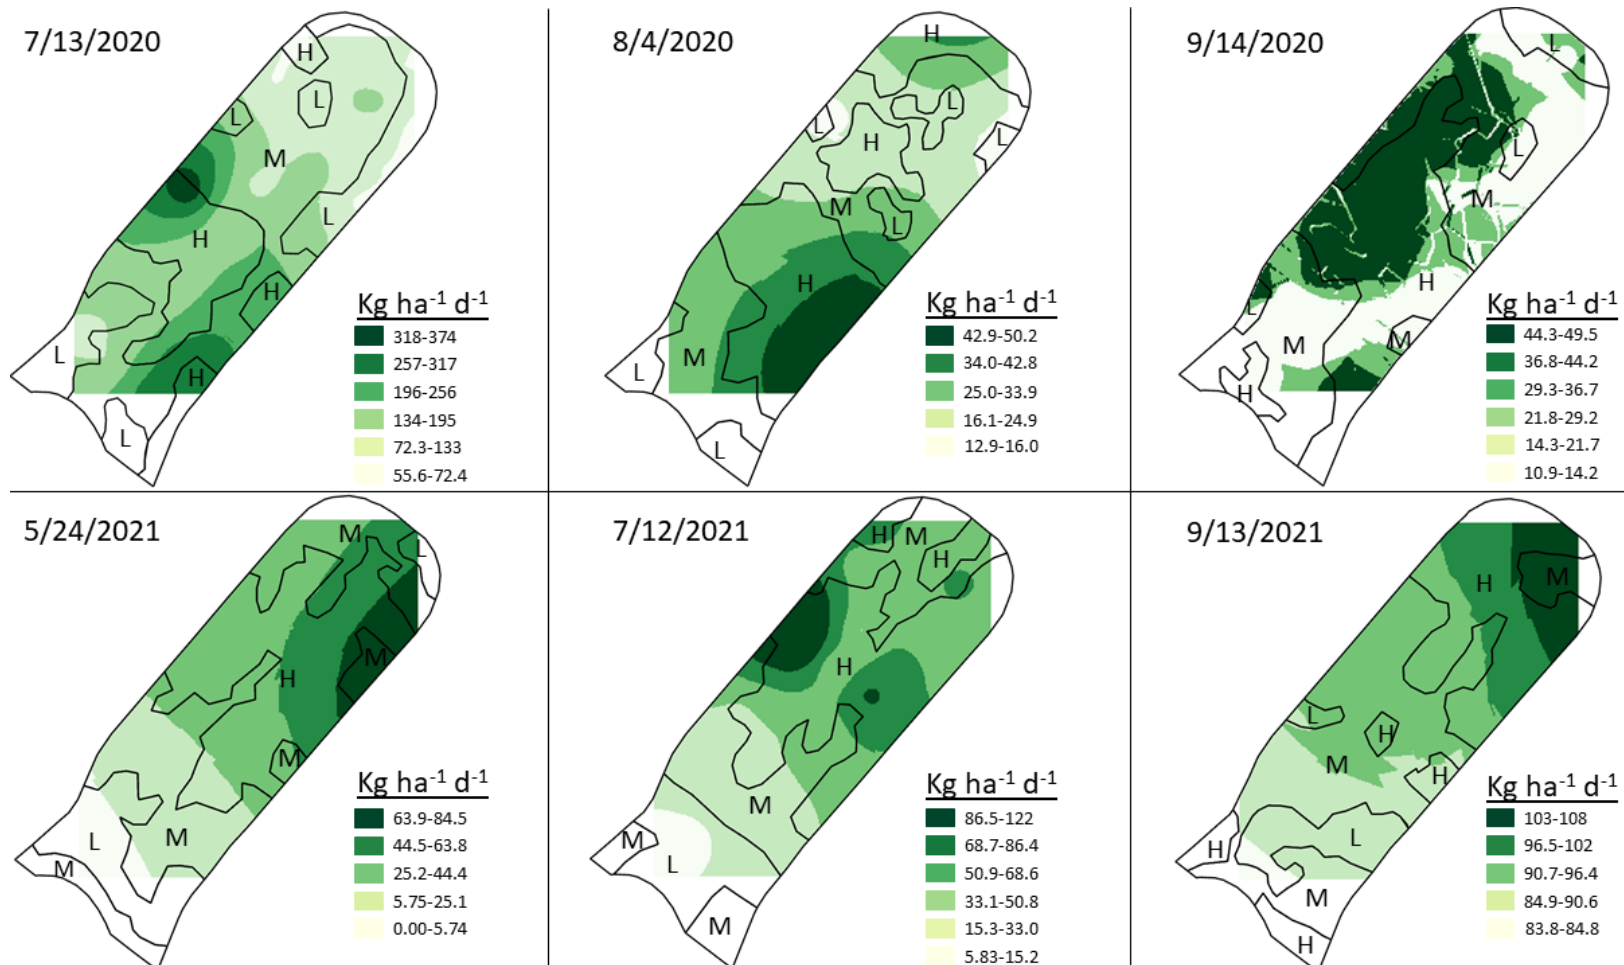 7/13/2020
H
L
L
M
L
H
H
L
H
L
Kg ha⁻¹ d⁻¹
318-374
257-317
196-256
134-195
72.3-133
55.6-72.4
8/4/2020
H
L
L
L
H
M
L
H
M
L
L
Kg ha⁻¹ d⁻¹
42.9-50.2
34.0-42.8
25.0-33.9
16.1-24.9
12.9-16.0
9/14/2020
L
L
M
H
L
M
M
H
Kg ha⁻¹ d⁻¹
44.3-49.5
36.8-44.2
29.3-36.7
21.8-29.2
14.3-21.7
10.9-14.2
5/24/2021
M
L
M
H
M
L
M
M
Kg ha⁻¹ d⁻¹
63.9-84.5
44.5-63.8
25.2-44.4
5.75-25.1
0.00-5.74
7/12/2021
H
M
H
H
M
M
L
M
Kg ha⁻¹ d⁻¹
86.5-122
68.7-86.4
50.9-68.6
33.1-50.8
15.3-33.0
5.83-15.2
9/13/2021
M
H
L
H
M
H
L
H
M
H
Kg ha⁻¹ d⁻¹
103-108
96.5-102
90.7-96.4
84.9-90.6
83.8-84.8